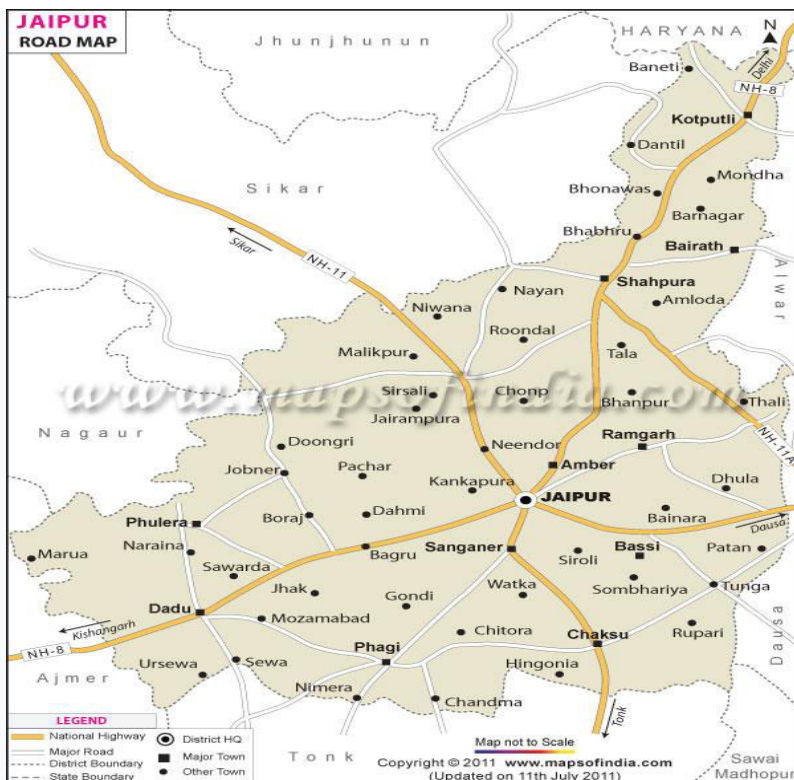 JAIPUR
ROAD MAP
Jhunjhunun
HARYANA
N
Delhi
Baneti
NH-8
Kotputli
Dantil
Mondha
Sikar
Bhonawas
Barnagar
Bhabhru
Bairath
Sikar
NH-11
Alwar
Shahpura
Nayan
Amloda
Niwana
Roondal
Tala
Malikpur
www.mapsofindia.com
Sirsali
Chonp
Bhanpur
Thali
Jairampura
Nagaur
Ramgarh
NH-11A
Doongri
Neendor
Jobner
Pachar
Amber
Kankapura
Dhula
JAIPUR
Phulera
Boraj
Dahmi
Bainara
Dausa
Marua
Naraina
Bagru
Sanganer
Siroli
Bassi
Patan
Sawarda
Sombhariya
Tunga
Jhak
Gondi
Watka
Dadu
Mozamabad
Kishangarh
Chitora
Chaksu
Rupari
Dausa
NH-8
Phagi
Ursewa
Sewa
Hingonia
Ajmer
Nimera
Chandma
Tonk
LEGEND
National Highway
District HQ
Major Road
Major Town
District Boundary
Other Town
State Boundary
Tonk
Map not to Scale
Copyright © 2011 www.mapsofindia.com
(Updated on 11th July 2011)
Sawai
Madhopur